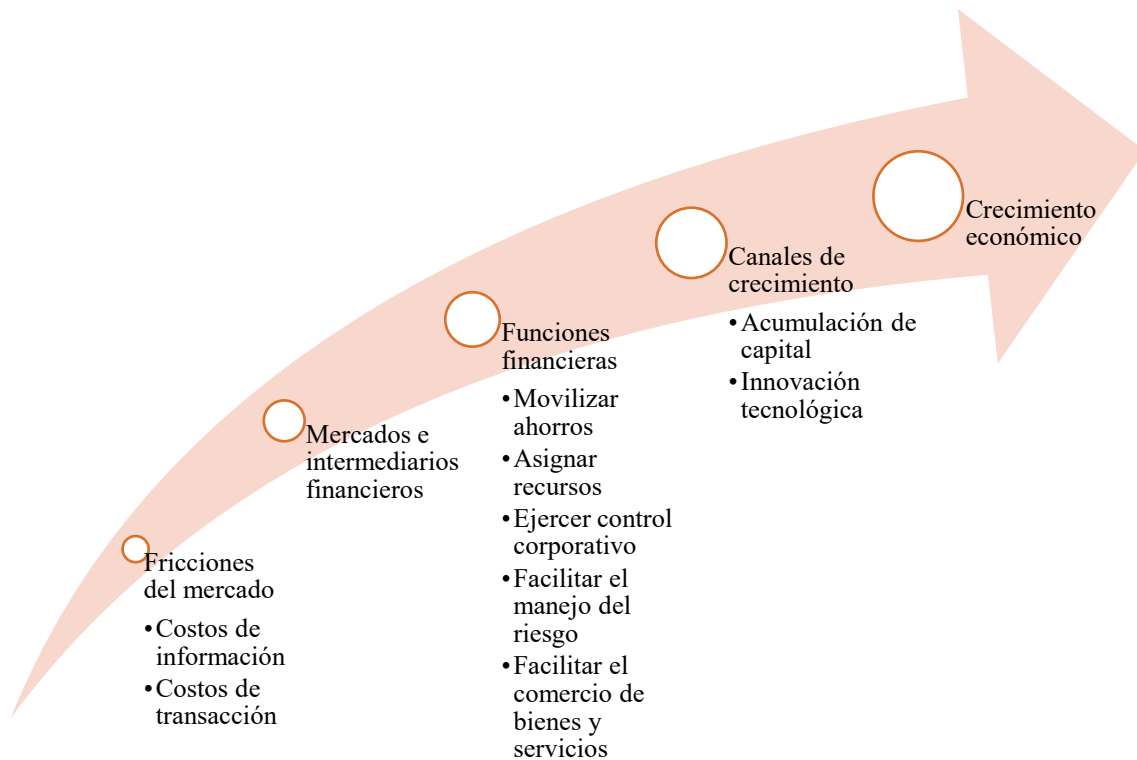 Fricciones
del mercado
•Costos de
información
•Costos de
transacción
Mercados e
intermediarios
financieros
Funciones
financieras
•Movilizar
ahorros
•Asignar
recursos
•Ejercer control
corporativo
•Facilitar el
manejo del
riesgo
•Facilitar el
comercio de
bienes y
servicios
Canales de
crecimiento
•Acumulación de
capital
•Innovación
tecnológica
Crecimiento
económico